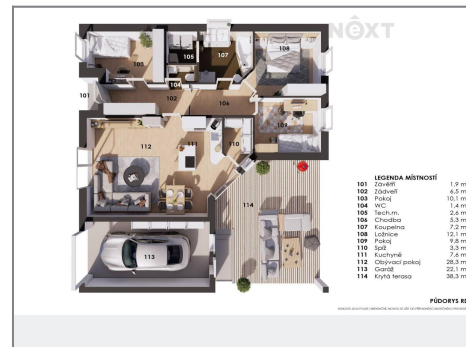 NEXT
REALITY
108
107
105
103
104
102
101
106
109
110
112
111
114
113
LEGENDA MÍSTNOSTÍ
101 Závětří 1,9 m
102 Zádveří 6,5 m
103 Pokoj 10,1 m
104 WC 1,4 m
105 Tech.m. 2,6 m
106 Chodba 5,3 m
107 Koupelna 7,2 m
108 Ložnice 12,1 m
109 Pokoj 9,8 m
110 Spíž 3,3 m
111 Kuchyně 7,6 m
112 Obývací pokoj 28,3 m
113 Garáž 22,1 m
114 Krytá terasa 38,3 m
PŮDORYS RD